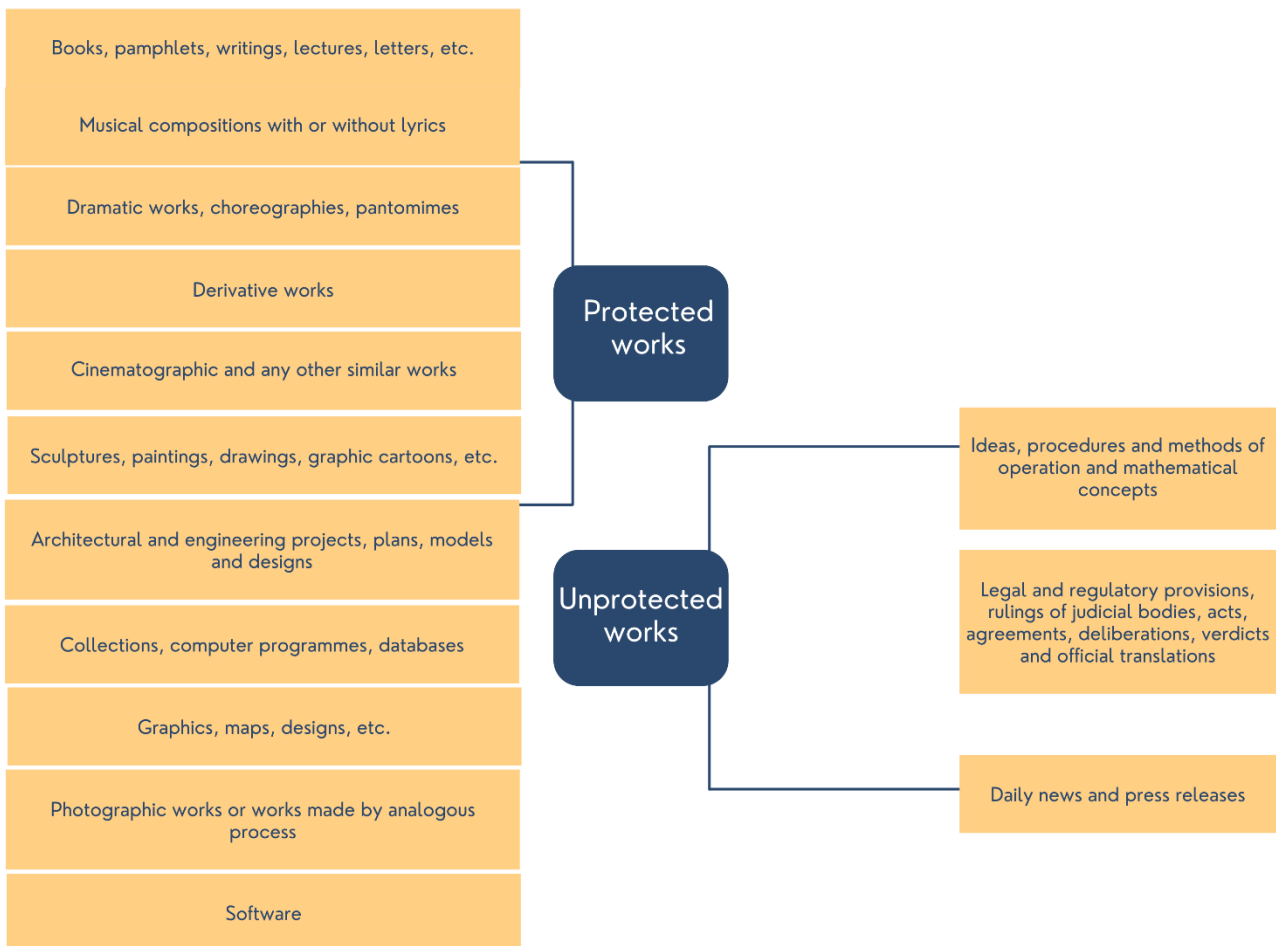 Books, pamphlets, writings, lectures, letters, etc.
Musical compositions with or without lyrics
Dramatic works, choreographies, pantomimes
Derivative works
Cinematographic and any other similar works
Sculptures, paintings, drawings, graphic cartoons, etc.
Architectural and engineering projects, plans, models
and designs
Collections, computer programmes, databases
Graphics, maps, designs, etc.
Photographic works or works made by analogous
process
Software
Protected
works
Unprotected
works
Ideas, procedures and methods of
operation and mathematical
concepts
Legal and regulatory provisions,
rulings of judicial bodies, acts,
agreements, deliberations, verdicts
and official translations
Daily news and press releases